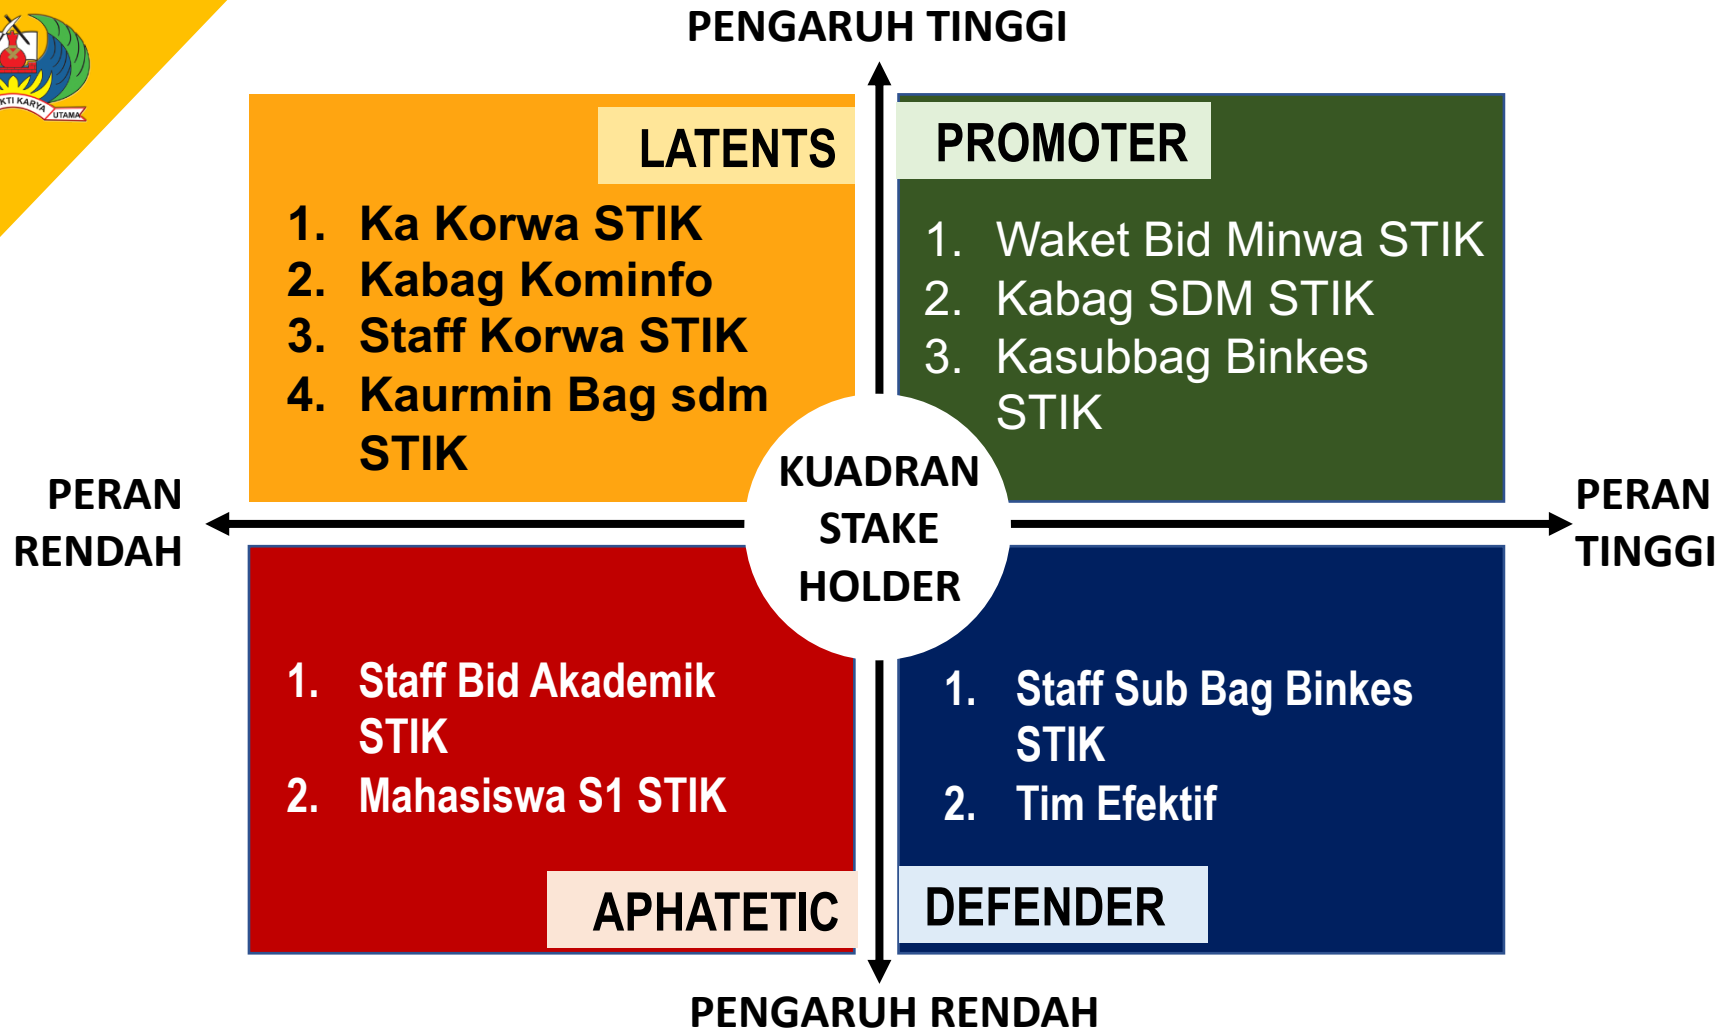 KTI KARYA
UTAMA
PENGARUH TINGGI
LATENTS
1. Ka Korwa STIK
2. Kabag Kominfo
3. Staff Korwa STIK
4. Kaurmin Bag sdm
STIK
PROMOTER
1. Waket Bid Minwa STIK
2. Kabag SDM STIK
3. Kasubbag Binkes
STIK
PERAN
RENDAH
KUADRAN
STAKE
HOLDER
PERAN
TINGGI
1. Staff Bid Akademik
STIK
2. Mahasiswa S1 STIK
APHATETIC
1. Staff Sub Bag Binkes
STIK
2. Tim Efektif
DEFENDER
PENGARUH RENDAH